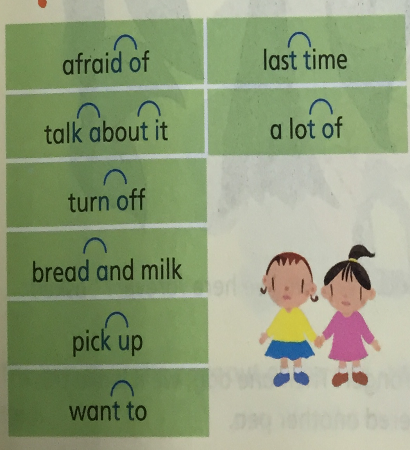 afraid of
last time
talk about it
a lot of
turn off
bread and milk
pick up
want to